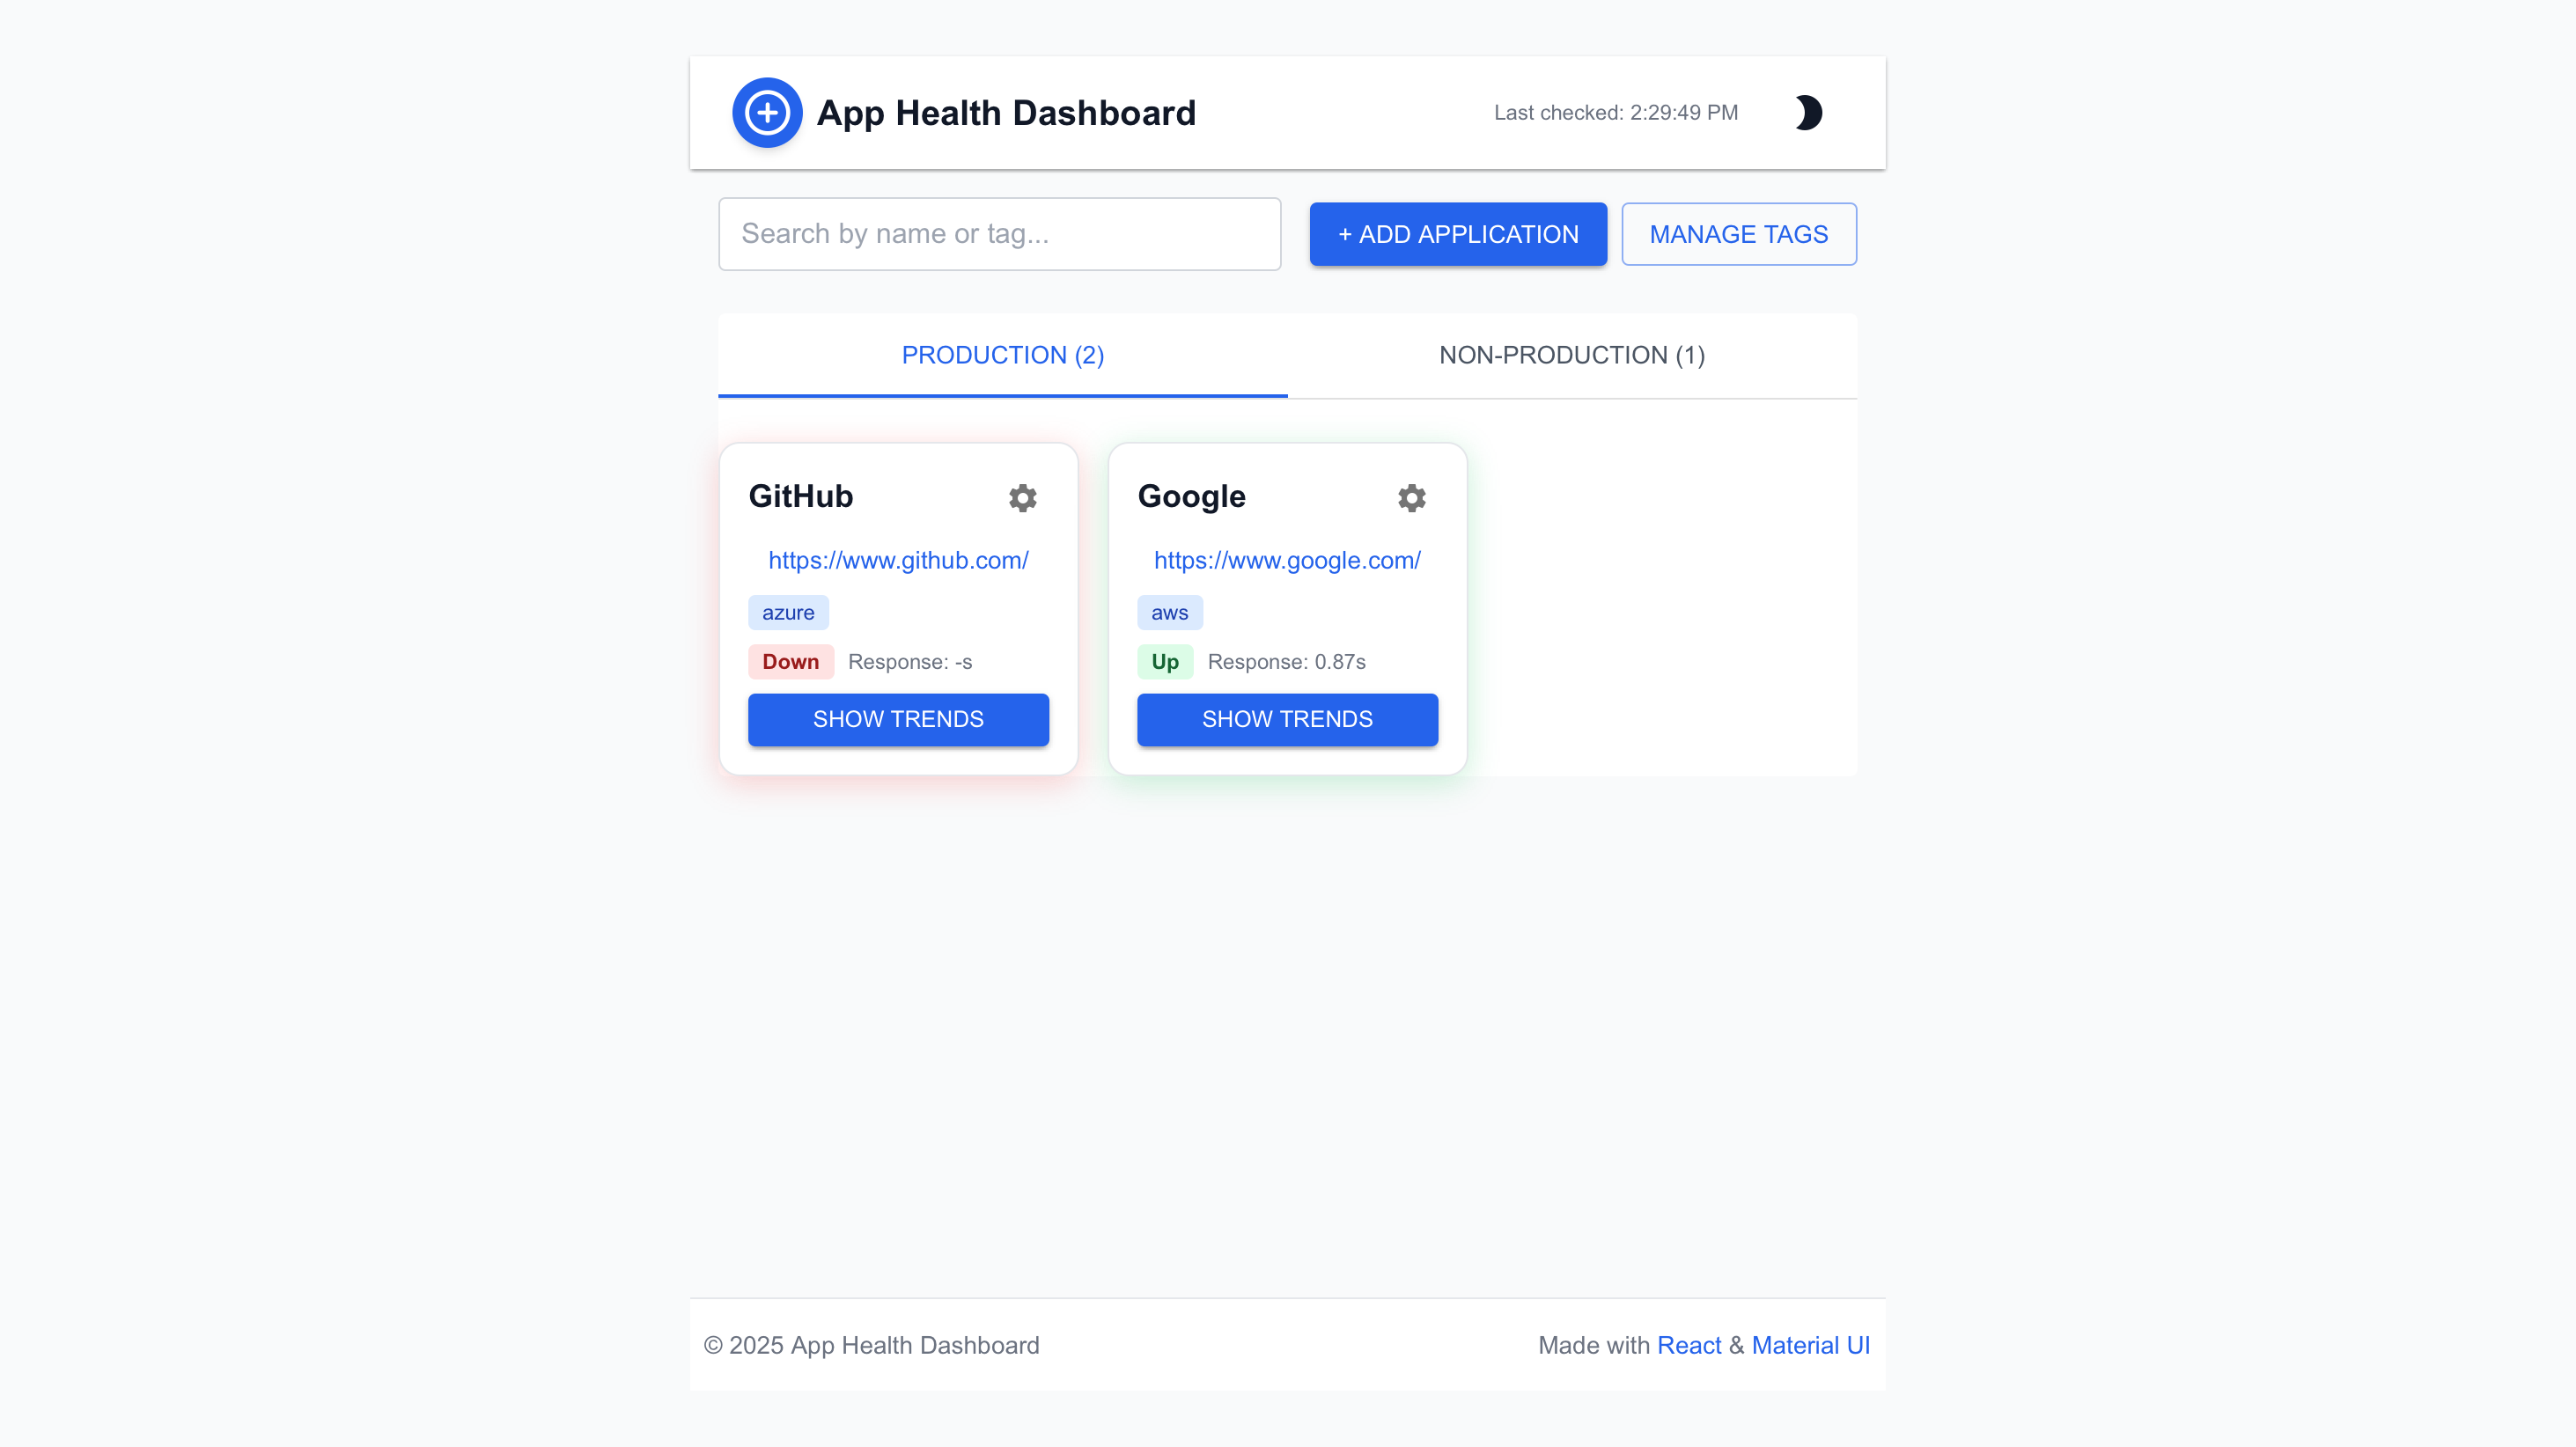 App Health Dashboard
Last checked: 2:29:49 PM
Search by name or tag...
+ ADD APPLICATION
MANAGE TAGS
PRODUCTION (2)
NON-PRODUCTION (1)
GitHub
https://www.github.com/
azure
Down Response: -s
SHOW TRENDS
Google
https://www.google.com/
aws
Up Response: 0.87s
SHOW TRENDS
© 2025 App Health Dashboard
Made with React & Material UI